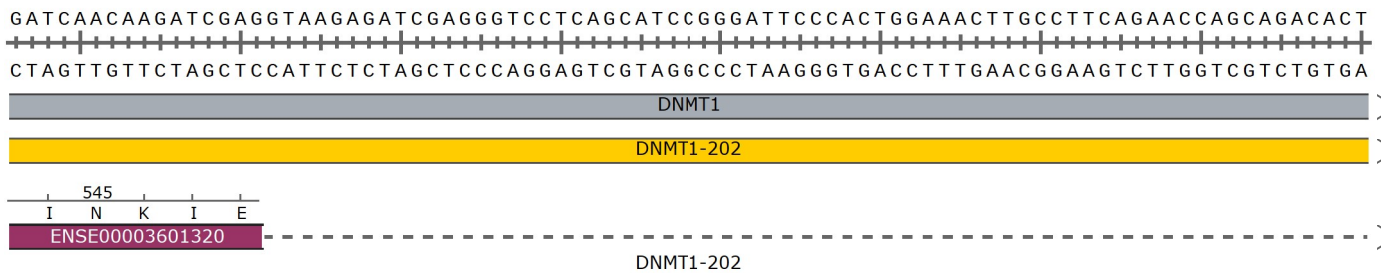 GATCAACAAGATCGAGGTAAGAGATCGAGGGTCCTCAGCATCCGGGATTCCCACTGGAAACTTGCCTTCAGAACCAGCAGACACT
CTAGTTGTTCTAGCTCCATTCTCTAGCTCCCAGGAGTCGTAGGCCCTAAGGGTGACCTTTGAACGGAAGTCTTGGTCGTCTGTGA
DNMT1
DNMT1-202
545
I N K I E
ENSE00003601320
DNMT1-202